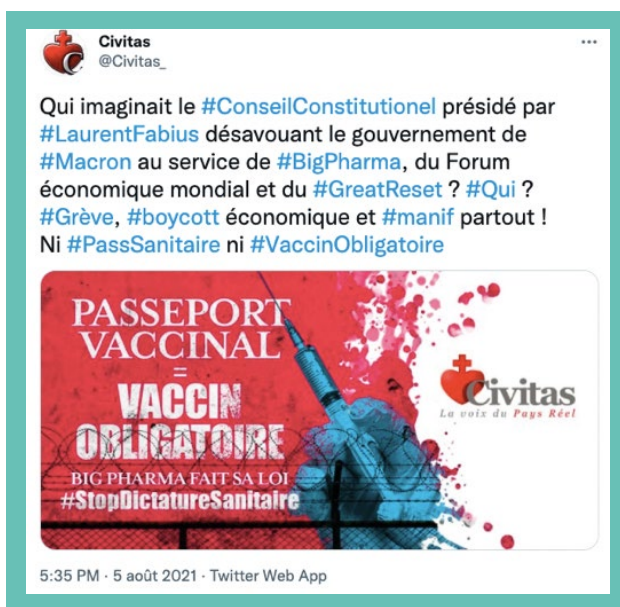 Civitas
@Civitas_
Qui imaginait le #ConseilConstitutionel présidé par
#LaurentFabius désavouant le gouvernement de
#Macron au service de #BigPharma, du Forum
économique mondial et du #GreatReset ? #Qui ?
#Grève, #boycott économique et #manif partout !
Ni #PassSanitaire ni #VaccinObligatoire
PASSEPORT
VACCINAL
=
VACCIN
OBLIGATOIRE
BIG PHARMA FAIT SA LOI
#StopDictatureSanitaire
Civitas
La voix du Pays Réel
5:35 PM · 5 août 2021 · Twitter Web App